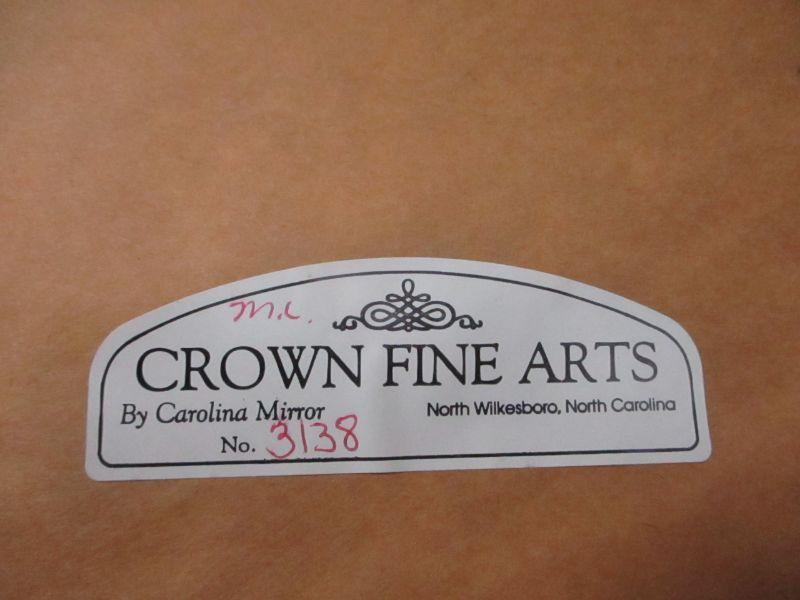 m.c.
CROWN FINE ARTS
By Carolina Mirror
North Wilkesboro, North Carolina
No. 3138